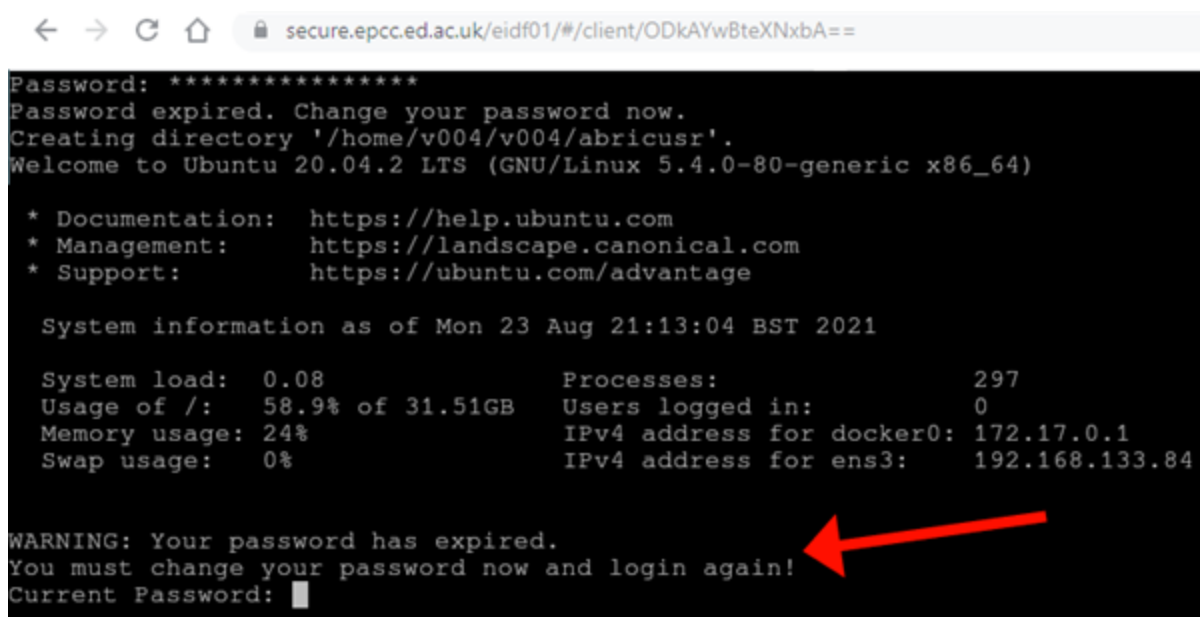 secure.epcc.ed.ac.uk/eidf01/#/client/ODkAYwBteXNxbA==
Password: ****************
Password expired. Change your password now.
Creating directory '/home/v004/v004/abricusr'.
Welcome to Ubuntu 20.04.2 LTS (GNU/Linux 5.4.0-80-generic x86_64)
* Documentation: https://help.ubuntu.com
* Management: https://landscape.canonical.com
* Support: https://ubuntu.com/advantage
System information as of Mon 23 Aug 21:13:04 BST 2021
System load: 0.08 Processes: 297
Usage of /: 58.9% of 31.51GB Users logged in: 0
Memory usage: 24% IPv4 address for docker0: 172.17.0.1
Swap usage: 0% IPv4 address for ens3: 192.168.133.84
WARNING: Your password has expired.
You must change your password now and login again!
Current Password: